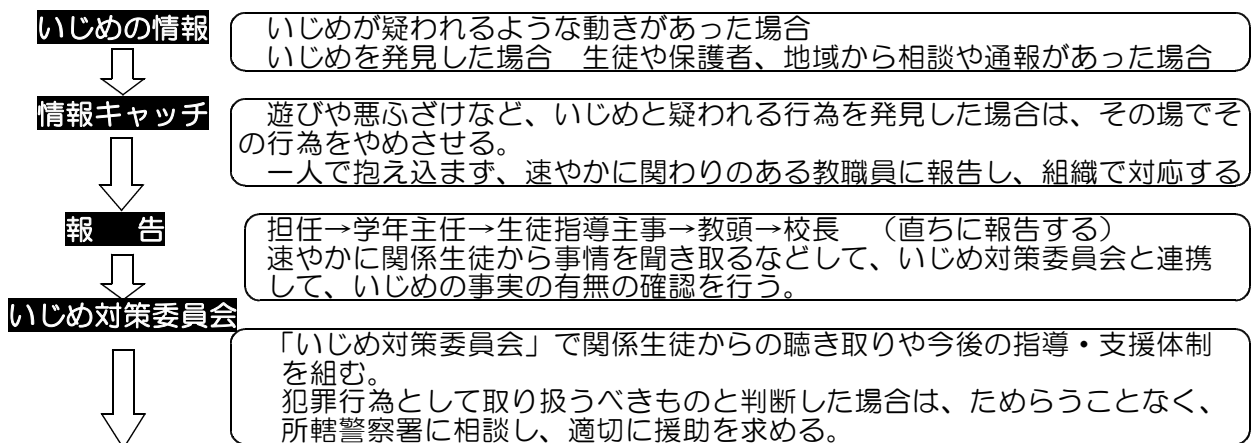 いじめの情報
いじめが疑われるような動きがあった場合
いじめを発見した場合　生徒や保護者、地域から相談や通報があった場合
情報キャッチ
遊びや悪ふざけなど、いじめと疑われる行為を発見した場合は、その場でそ
の行為をやめさせる。
一人で抱え込まず、速やかに関わりのある教職員に報告し、組織で対応する
報　告
担任→学年主任→生徒指導主事→教頭→校長　（直ちに報告する）
速やかに関係生徒から事情を聞き取るなどして、いじめ対策委員会と連携
して、いじめの事実の有無の確認を行う。
いじめ対策委員会
「いじめ対策委員会」で関係生徒からの聴き取りや今後の指導・支援体制
を組む。
犯罪行為として取り扱うべきものと判断した場合は、ためらうことなく、
所轄警察署に相談し、適切に援助を求める。